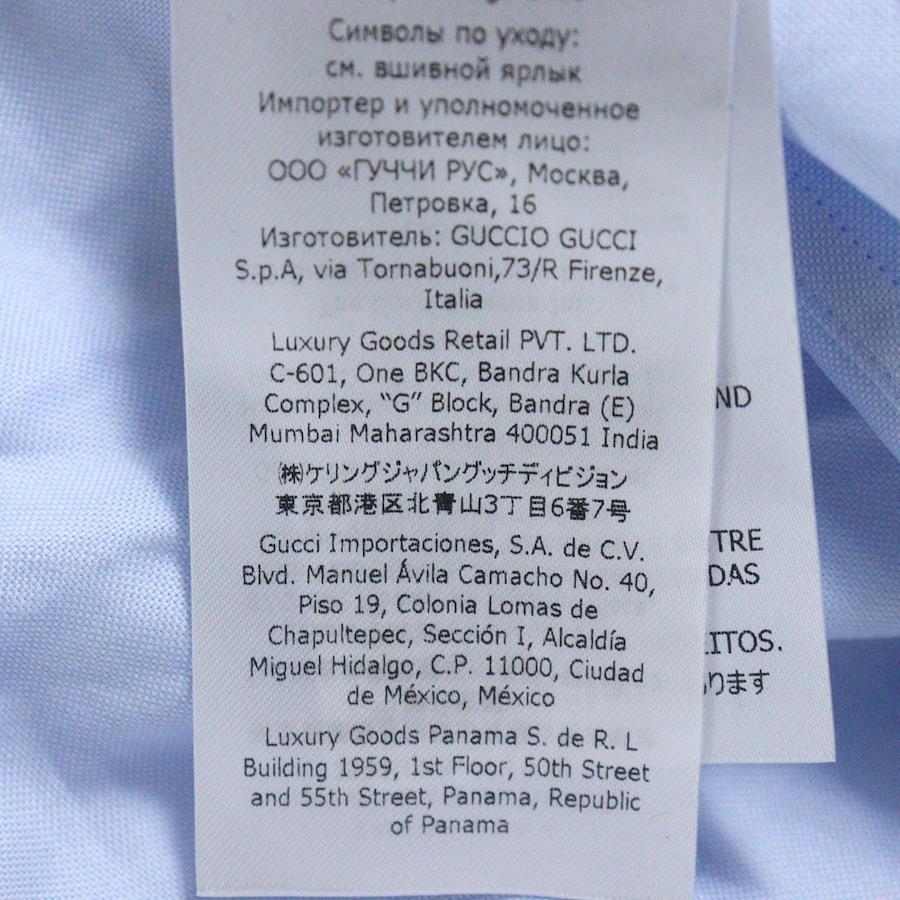 Символы по уходу:
см. вшивной ярлык
Импортер и уполномоченное
изготовителем лицо:
ООО «ГУЧЧИ РУС», Москва,
Петровка, 16
Изготовитель: GUCCIO GUCCI
S.p.A, via Tornabuoni,73/R Firenze,
Italia
Luxury Goods Retail PVT. LTD.
C-601, One BKC, Bandra Kurla
Complex, “G” Block, Bandra (E)
Mumbai Maharashtra 400051 India
㈱ケリングジャパングッチディビジョン
東京都港区北青山3丁目6番7号
Gucci Importaciones, S.A. de C.V.
Blvd. Manuel Ávila Camacho No. 40,
Piso 19, Colonia Lomas de
Chapultepec, Sección I, Alcaldía
Miguel Hidalgo, C.P. 11000, Ciudad
de México, México
Luxury Goods Panama S. de R. L
Building 1959, 1st Floor, 50th Street
and 55th Street, Panama, Republic
of Panama
ND
TRE
DAS
ITOS.
ります